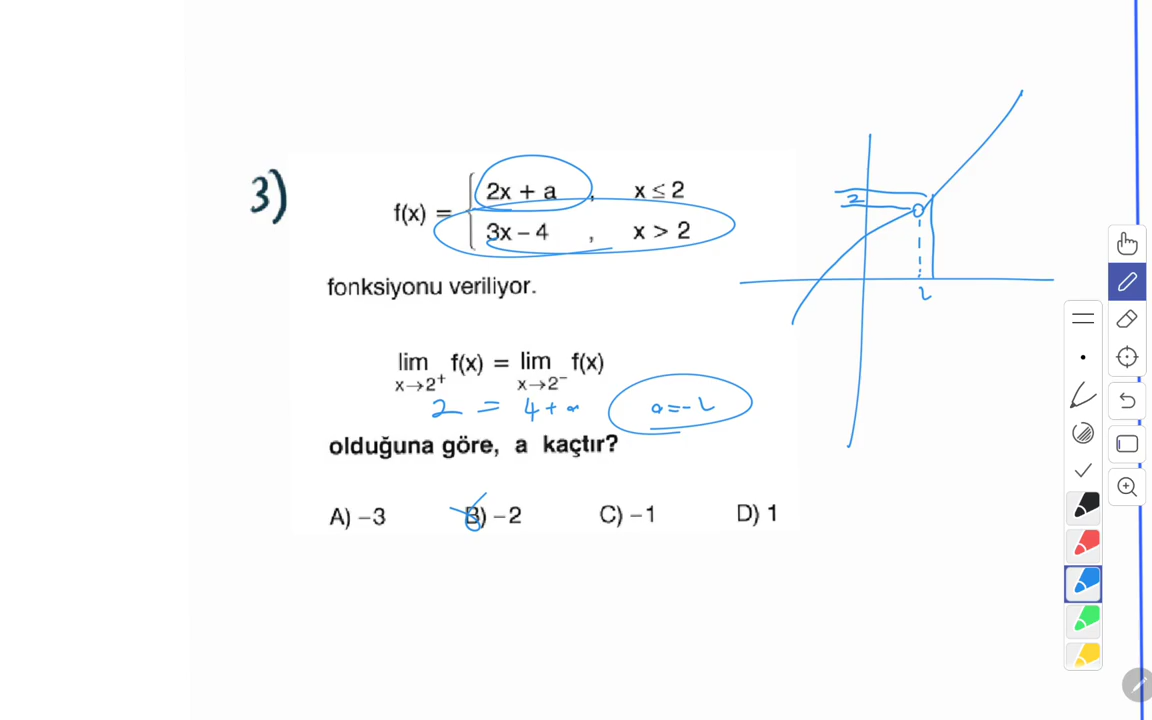 3)
f(x) = { 2x + a , x ≤ 2
3x – 4 , x > 2
fonksiyonu veriliyor.
lim f(x) = lim f(x)
x→2⁺ x→2⁻
2 = 4 + a a = -2
olduğuna göre, a kaçtır?
A) –3 B) –2 C) –1 D) 1
2
2